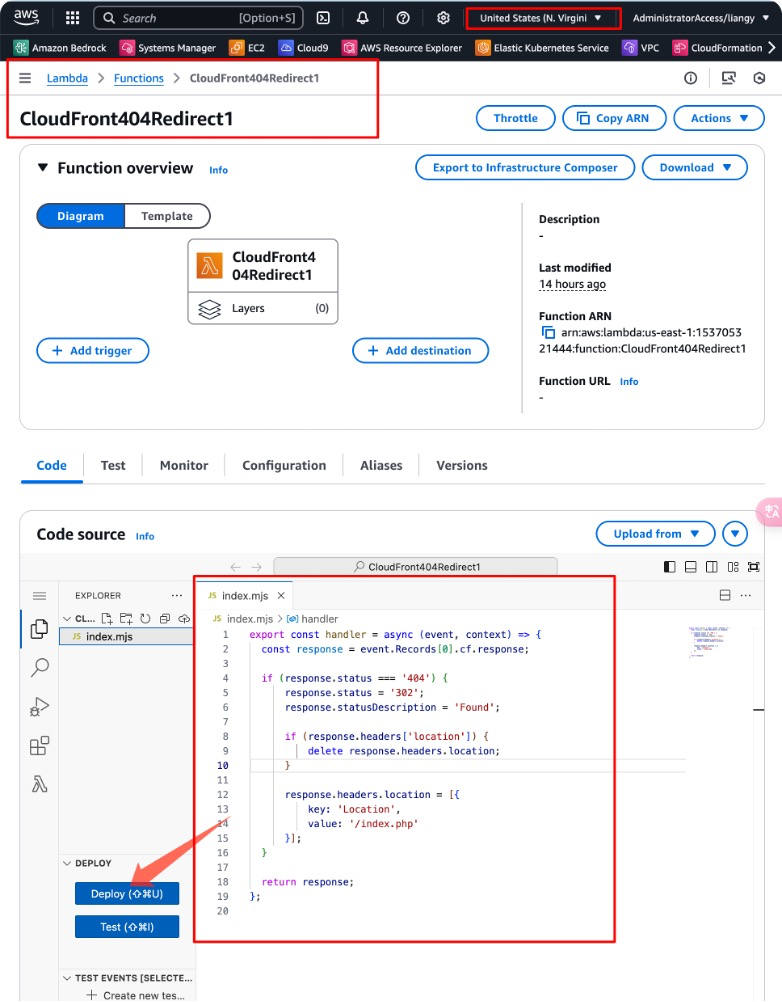 aws
Search [Option+S]
United States (N. Virgini
AdministratorAccess/liangy
Amazon Bedrock Systems Manager EC2 Cloud9 AWS Resource Explorer Elastic Kubernetes Service VPC CloudFormation
Lambda > Functions > CloudFront404Redirect1
CloudFront404Redirect1
Throttle
Copy ARN
Actions
Function overview Info
Export to Infrastructure Composer
Download
Diagram Template
CloudFront4
04Redirect1
Layers (0)
+ Add trigger
+ Add destination
Description
-
Last modified
14 hours ago
Function ARN
arn:aws:lambda:us-east-1:1537053
21444:function:CloudFront404Redirect1
Function URL Info
-
Code Test Monitor Configuration Aliases Versions
Code source Info
Upload from
CloudFront404Redirect1
EXPLORER
CL...
JS index.mjs
JS index.mjs
JS index.mjs > handler
1 export const handler = async (event, context) => {
2 const response = event.Records[0].cf.response;
3
4 if (response.status === '404') {
5 response.status = '302';
6 response.statusDescription = 'Found';
7
8 if (response.headers['location']) {
9 delete response.headers.location;
10 }
11
12 response.headers.location = [{
13 key: 'Location',
14 value: '/index.php'
15 }];
16 }
17
18 return response;
19 };
20
DEPLOY
Deploy (⇧⌘U)
Test (⇧⌘I)
TEST EVENTS [SELECTE...
+ Create new tes...